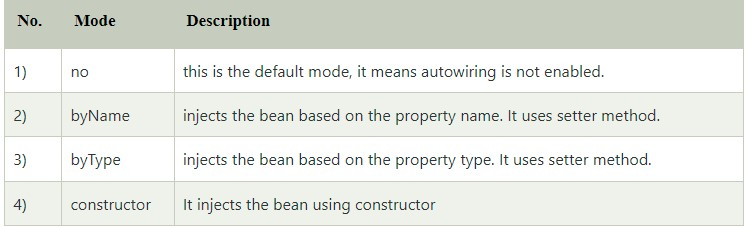 No. Mode Description
1) no this is the default mode, it means autowiring is not enabled.
2) byName injects the bean based on the property name. It uses setter method.
3) byType injects the bean based on the property type. It uses setter method.
4) constructor It injects the bean using constructor